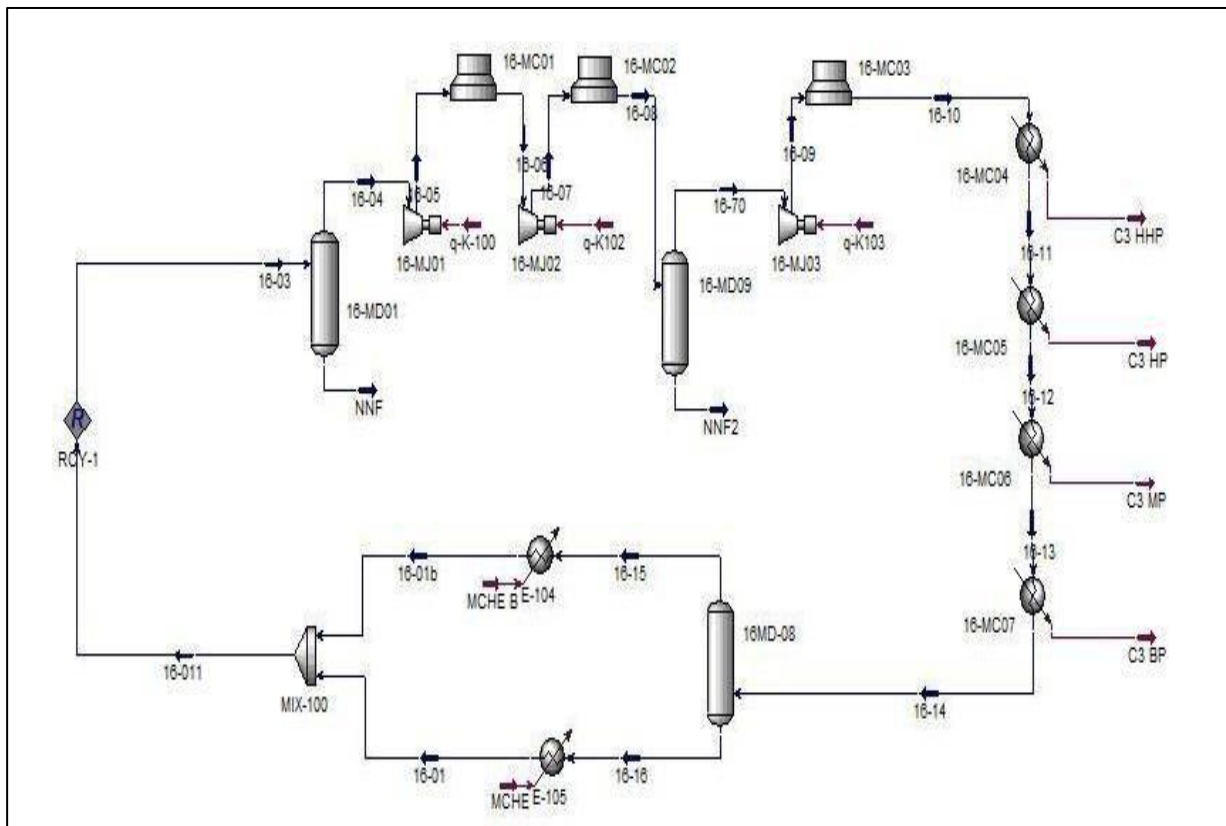 16-MC01
16-MC02
16-MC03
16-08
16-10
16-06
16-09
16-MC04
16-04
16-05
16-07
16-70
C3 HHP
q-K-100
q-K102
q-K103
16-11
16-03
16-MJ01
16-MJ02
16-MD09
16-MJ03
16-MD01
16-MC05
C3 HP
NNF
16-12
NNF2
RCY-1
16-MC06
C3 MP
16-13
16-01b
16-15
MCHE B
E-104
16-MC07
16MD-08
C3 BP
16-011
MIX-100
16-14
16-01
16-16
MCHE
E-105